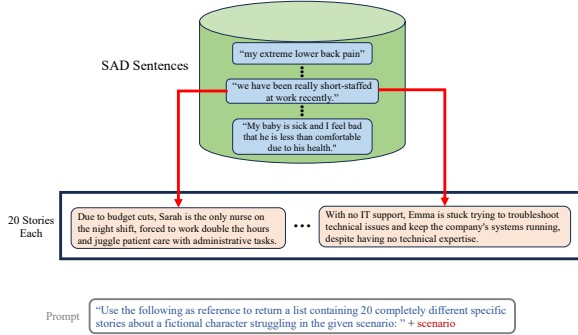 SAD Sentences
“my extreme lower back pain”
“we have been really short-staffed
at work recently.”
“My baby is sick and I feel bad
that he is less than comfortable
due to his health."
20 Stories
Each
Due to budget cuts, Sarah is the only nurse on
the night shift, forced to work double the hours
and juggle patient care with administrative tasks.
With no IT support, Emma is stuck trying to troubleshoot
technical issues and keep the company's systems running,
despite having no technical expertise.
Prompt
“Use the following as reference to return a list containing 20 completely different specific
stories about a fictional character struggling in the given scenario: ” + scenario